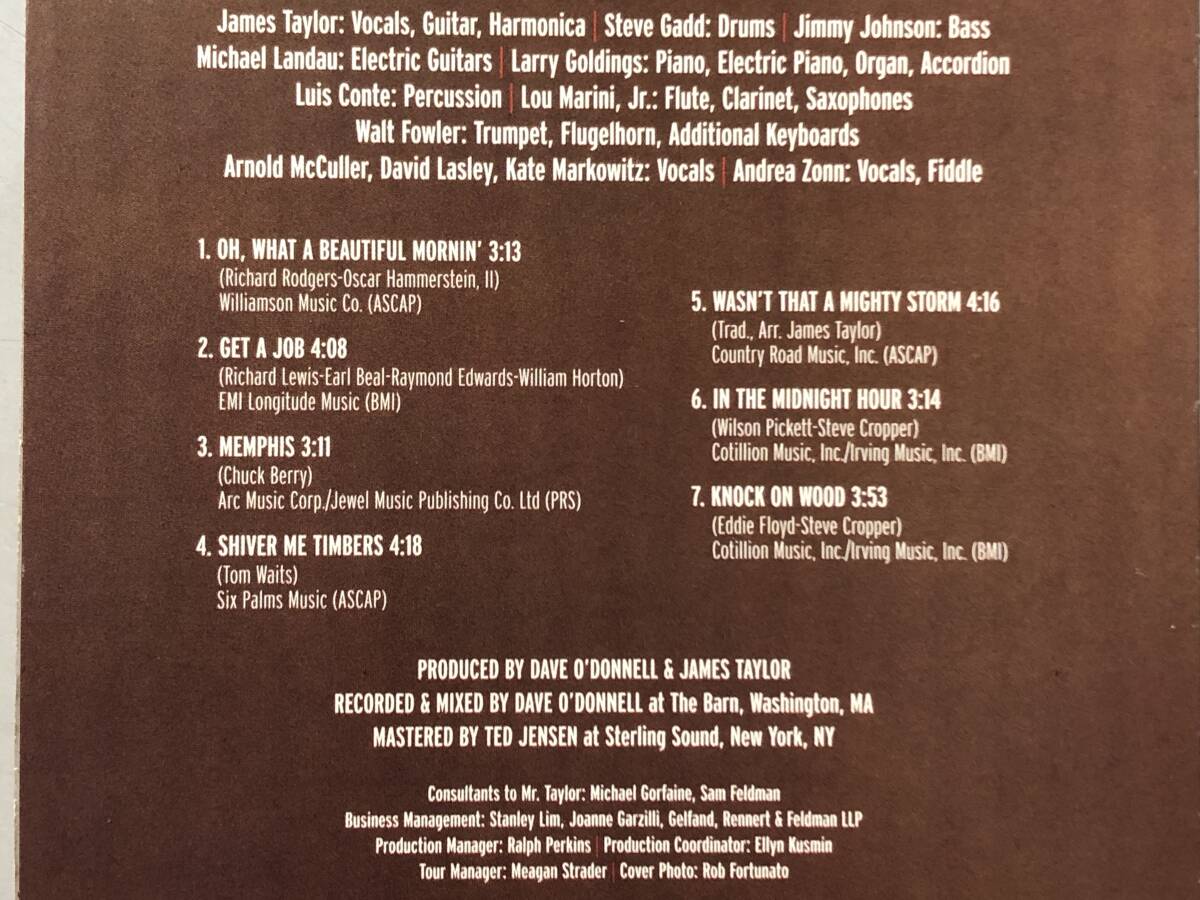 James Taylor: Vocals, Guitar, Harmonica | Steve Gadd: Drums | Jimmy Johnson: Bass
Michael Landau: Electric Guitars | Larry Goldings: Piano, Electric Piano, Organ, Accordion
Luis Conte: Percussion | Lou Marini, Jr.: Flute, Clarinet, Saxophones
Walt Fowler: Trumpet, Flugelhorn, Additional Keyboards
Arnold McCuller, David Lasley, Kate Markowitz: Vocals | Andrea Zonn: Vocals, Fiddle
1. OH, WHAT A BEAUTIFUL MORNIN' 3:13
(Richard Rodgers-Oscar Hammerstein, II)
Williamson Music Co. (ASCAP)
2. GET A JOB 4:08
(Richard Lewis-Earl Beal-Raymond Edwards-William Horton)
EMI Longitude Music (BMI)
3. MEMPHIS 3:11
(Chuck Berry)
Arc Music Corp./Jewel Music Publishing Co. Ltd (PRS)
4. SHIVER ME TIMBERS 4:18
(Tom Waits)
Six Palms Music (ASCAP)
5. WASN'T THAT A MIGHTY STORM 4:16
(Trad., Arr. James Taylor)
Country Road Music, Inc. (ASCAP)
6. IN THE MIDNIGHT HOUR 3:14
(Wilson Pickett-Steve Cropper)
Cotillion Music, Inc./Irving Music, Inc. (BMI)
7. KNOCK ON WOOD 3:53
(Eddie Floyd-Steve Cropper)
Cotillion Music, Inc./Irving Music, Inc. (BMI)
PRODUCED BY DAVE O'DONNELL & JAMES TAYLOR
RECORDED & MIXED BY DAVE O'DONNELL at The Barn, Washington, MA
MASTERED BY TED JENSEN at Sterling Sound, New York, NY
Consultants to Mr. Taylor: Michael Gorfaine, Sam Feldman
Business Management: Stanley Lim, Joanne Garzilli, Gelfand, Rennert & Feldman LLP
Production Manager: Ralph Perkins | Production Coordinator: Ellyn Kusmin
Tour Manager: Meagan Strader | Cover Photo: Rob Fortunato